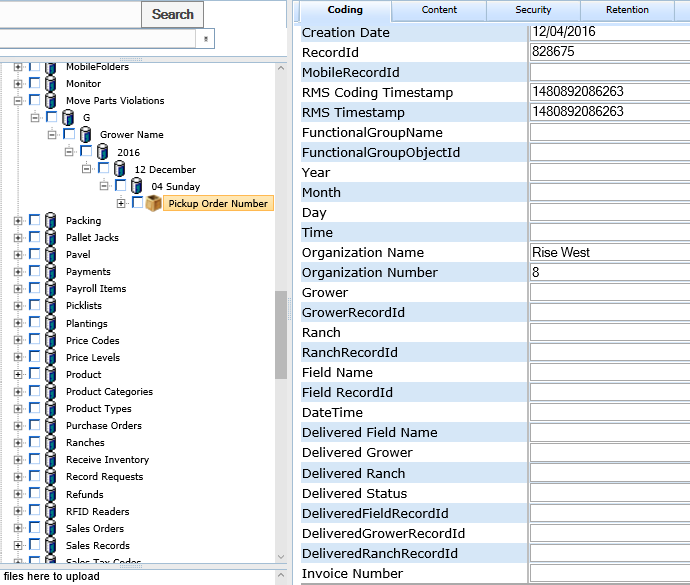 Search
MobileFolders
Monitor
Move Parts Violations
G
Grower Name
2016
12 December
04 Sunday
Pickup Order Number
Packing
Pallet Jacks
Pavel
Payments
Payroll Items
Picklists
Plantings
Price Codes
Price Levels
Product
Product Categories
Product Types
Purchase Orders
Ranches
Receive Inventory
Record Requests
Refunds
RFID Readers
Sales Orders
Sales Records
Sales Tax Codes
files here to upload
Coding Content Security Retention
Creation Date 12/04/2016
RecordId 828675
MobileRecordId
RMS Coding Timestamp 1480892086263
RMS Timestamp 1480892086263
FunctionalGroupName
FunctionalGroupObjectId
Year
Month
Day
Time
Organization Name Rise West
Organization Number 8
Grower
GrowerRecordId
Ranch
RanchRecordId
Field Name
Field RecordId
DateTime
Delivered Field Name
Delivered Grower
Delivered Ranch
Delivered Status
DeliveredFieldRecordId
DeliveredGrowerRecordId
DeliveredRanchRecordId
Invoice Number